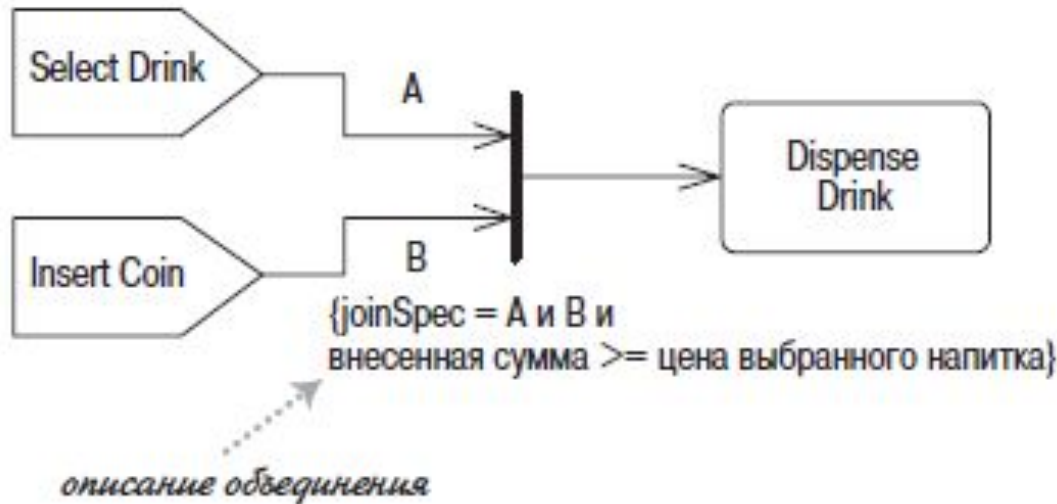 Select Drink
A
Dispense
Drink
Insert Coin
B
{joinSpec = A и B и
внесенная сумма >= цена выбранного напитка}
описание объединения